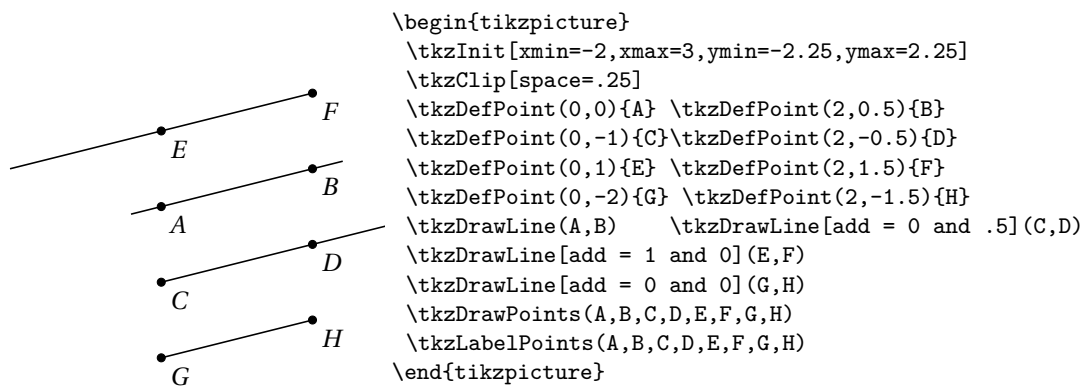 F
E
B
A
D
C
H
G
\begin{tikzpicture}
\tkzInit[xmin=-2,xmax=3,ymin=-2.25,ymax=2.25]
\tkzClip[space=.25]
\tkzDefPoint(0,0){A} \tkzDefPoint(2,0.5){B}
\tkzDefPoint(0,-1){C}\tkzDefPoint(2,-0.5){D}
\tkzDefPoint(0,1){E} \tkzDefPoint(2,1.5){F}
\tkzDefPoint(0,-2){G} \tkzDefPoint(2,-1.5){H}
\tkzDrawLine(A,B)    \tkzDrawLine[add = 0 and .5](C,D)
\tkzDrawLine[add = 1 and 0](E,F)
\tkzDrawLine[add = 0 and 0](G,H)
\tkzDrawPoints(A,B,C,D,E,F,G,H)
\tkzLabelPoints(A,B,C,D,E,F,G,H)
\end{tikzpicture}